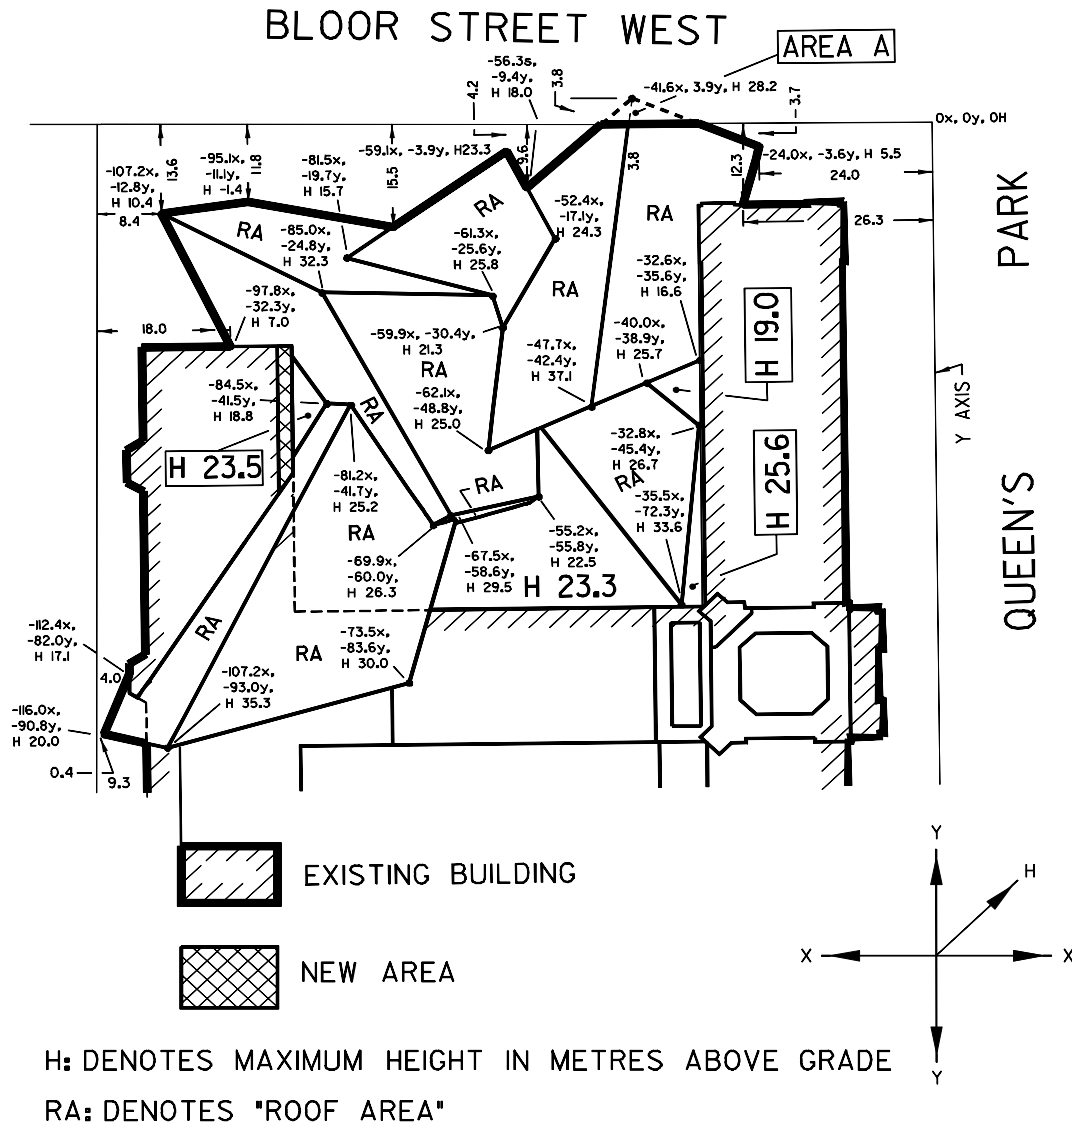 BLOOR STREET WEST
AREA A
-56.3s,
-9.4y,
H 18.0
3.8
4.2
-41.6x, 3.9y, H 28.2
3.7
0x, 0y, 0H
13.6
11.8
15.5
9.6
3.8
12.3
-107.2x,
-12.8y,
H 10.4
8.4
-95.1x,
-11.1y,
H -1.4
-81.5x,
-19.7y,
H 15.7
-59.1x, -3.9y, H23.3
-24.0x, -3.6y, H 5.5
24.0
26.3
RA
-85.0x,
-24.8y,
H 32.3
RA
-61.3x,
-25.6y,
H 25.8
-52.4x,
-17.1y,
H 24.3
RA
RA
-32.6x,
-35.6y,
H 16.6
PARK
-97.8x,
-32.3y,
H 7.0
18.0
-59.9x, -30.4y,
H 21.3
RA
-47.7x,
-42.4y,
H 37.1
-40.0x,
-38.9y,
H 25.7
H 19.0
Y AXIS
-84.5x,
-41.5y,
H 18.8
RA
-62.1x,
-48.8y,
H 25.0
H 23.5
-81.2x,
-41.7y,
H 25.2
RA
-32.8x,
-45.4y,
H 26.7
RA
-35.5x,
-72.3y,
H 33.6
H 25.6
QUEEN'S
RA
-69.9x,
-60.0y,
H 26.3
-67.5x,
-58.6y,
H 29.5
-55.2x,
-55.8y,
H 22.5
H 23.3
-112.4x,
-82.0y,
H 17.1
4.0
RA
RA
-73.5x,
-83.6y,
H 30.0
-107.2x,
-93.0y,
H 35.3
-116.0x,
-90.8y,
H 20.0
0.4
9.3
EXISTING BUILDING
NEW AREA
Y
H
X
X
Y
H: DENOTES MAXIMUM HEIGHT IN METRES ABOVE GRADE
RA: DENOTES "ROOF AREA"